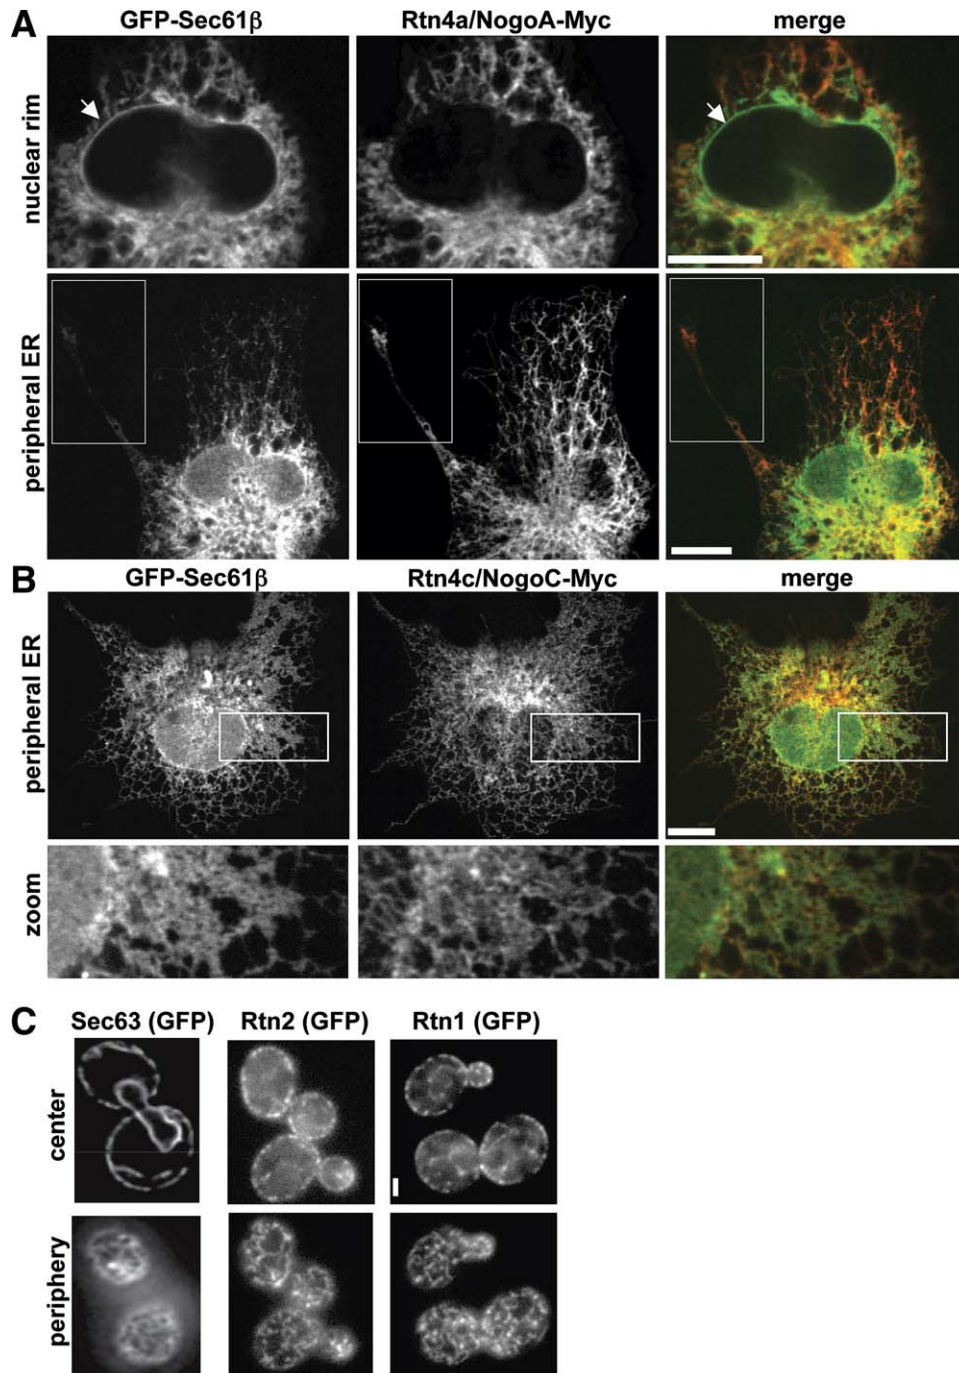 A
GFP-Sec61β
Rtn4a/NogoA-Myc
merge
nuclear rim
peripheral ER
B
GFP-Sec61β
Rtn4c/NogoC-Myc
merge
peripheral ER
zoom
C
Sec63 (GFP)
Rtn2 (GFP)
Rtn1 (GFP)
center
periphery